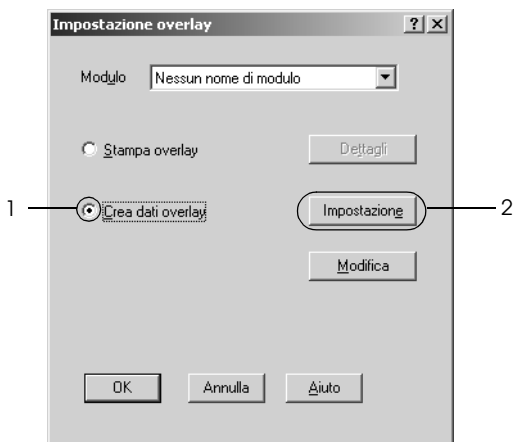 Impostazione overlay
Modulo Nessun nome di modulo
Stampa overlay Dettagli
1 Crea dati overlay Impostazione 2
Modifica
OK Annulla Aiuto